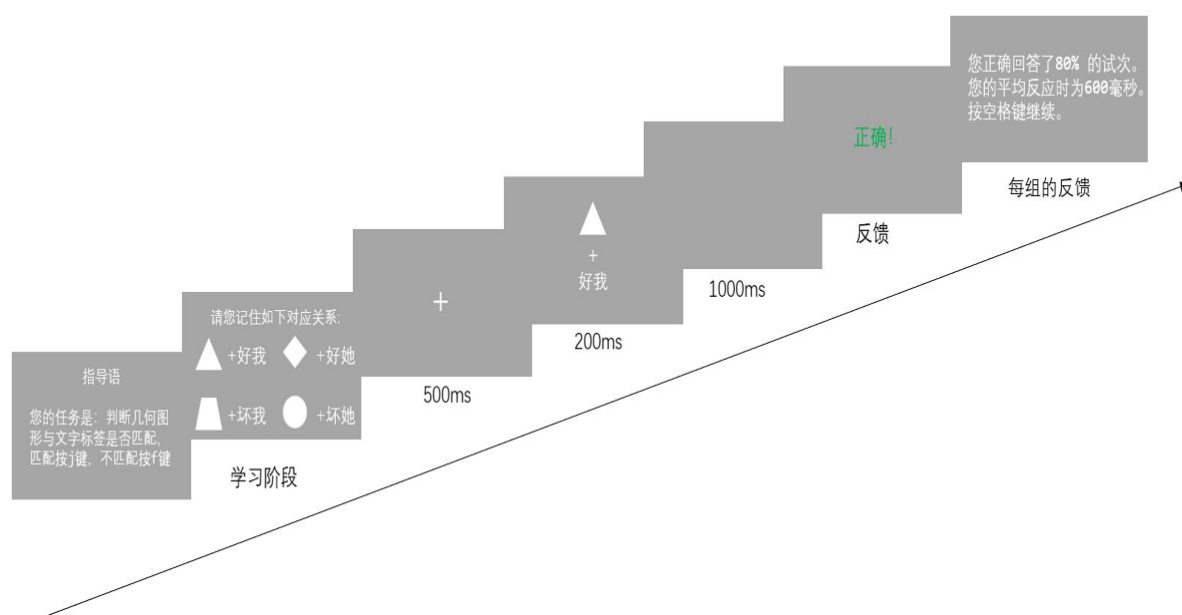 指导语
您的任务是: 判断几何图
形与文字标签是否匹配,
匹配按j键, 不匹配按f键
请您记住如下对应关系:
+好我 +好她
+坏我 +坏她
学习阶段
+
500ms
+
好我
200ms
1000ms
正确!
反馈
您正确回答了80% 的试次。
您的平均反应时为600毫秒。
按空格键继续。
每组的反馈